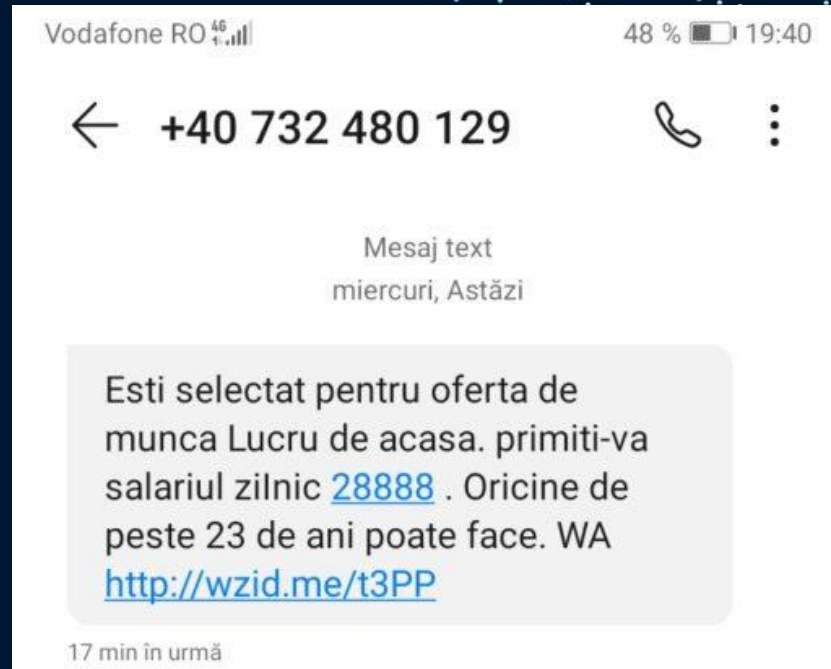 Vodafone RO 48 % 19:40
+40 732 480 129
Mesaj text
miercuri, Astăzi
Esti selectat pentru oferta de
munca Lucru de acasa. primiti-va
salariul zilnic 28888 . Oricine de
peste 23 de ani poate face. WA
http://wzid.me/t3PP
17 min în urmă